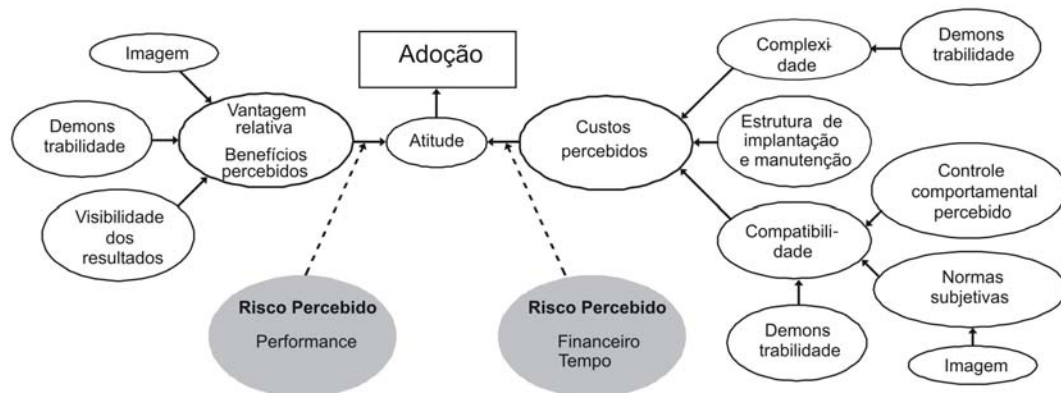 Imagem
Demons
trabilidade
Visibilidade
dos
resultados
Vantagem
relativa
Benefícios
percebidos
Adoção
Atitude
Risco Percebido
Performance
Risco Percebido
Financeiro
Tempo
Custos
percebidos
Complexi
dade
Demons
trabilidade
Estrutura de
implantação
e manutenção
Controle
comportamental
percebido
Compatibili-
dade
Normas
subjetivas
Demons
trabilidade
Imagem